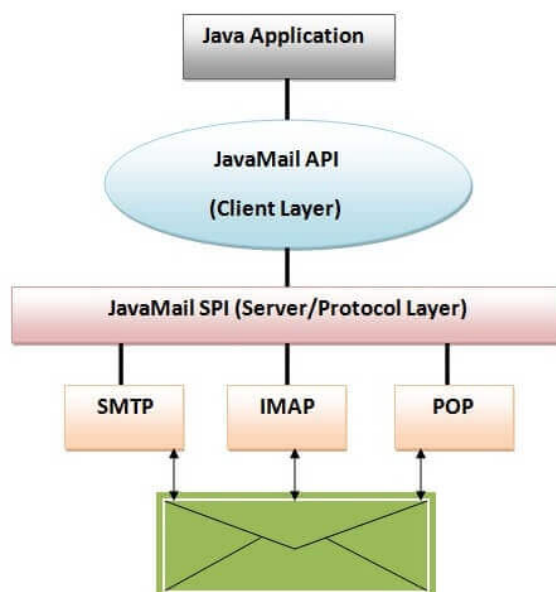 Java Application
JavaMail API
(Client Layer)
JavaMail SPI (Server/Protocol Layer)
SMTP
IMAP
POP